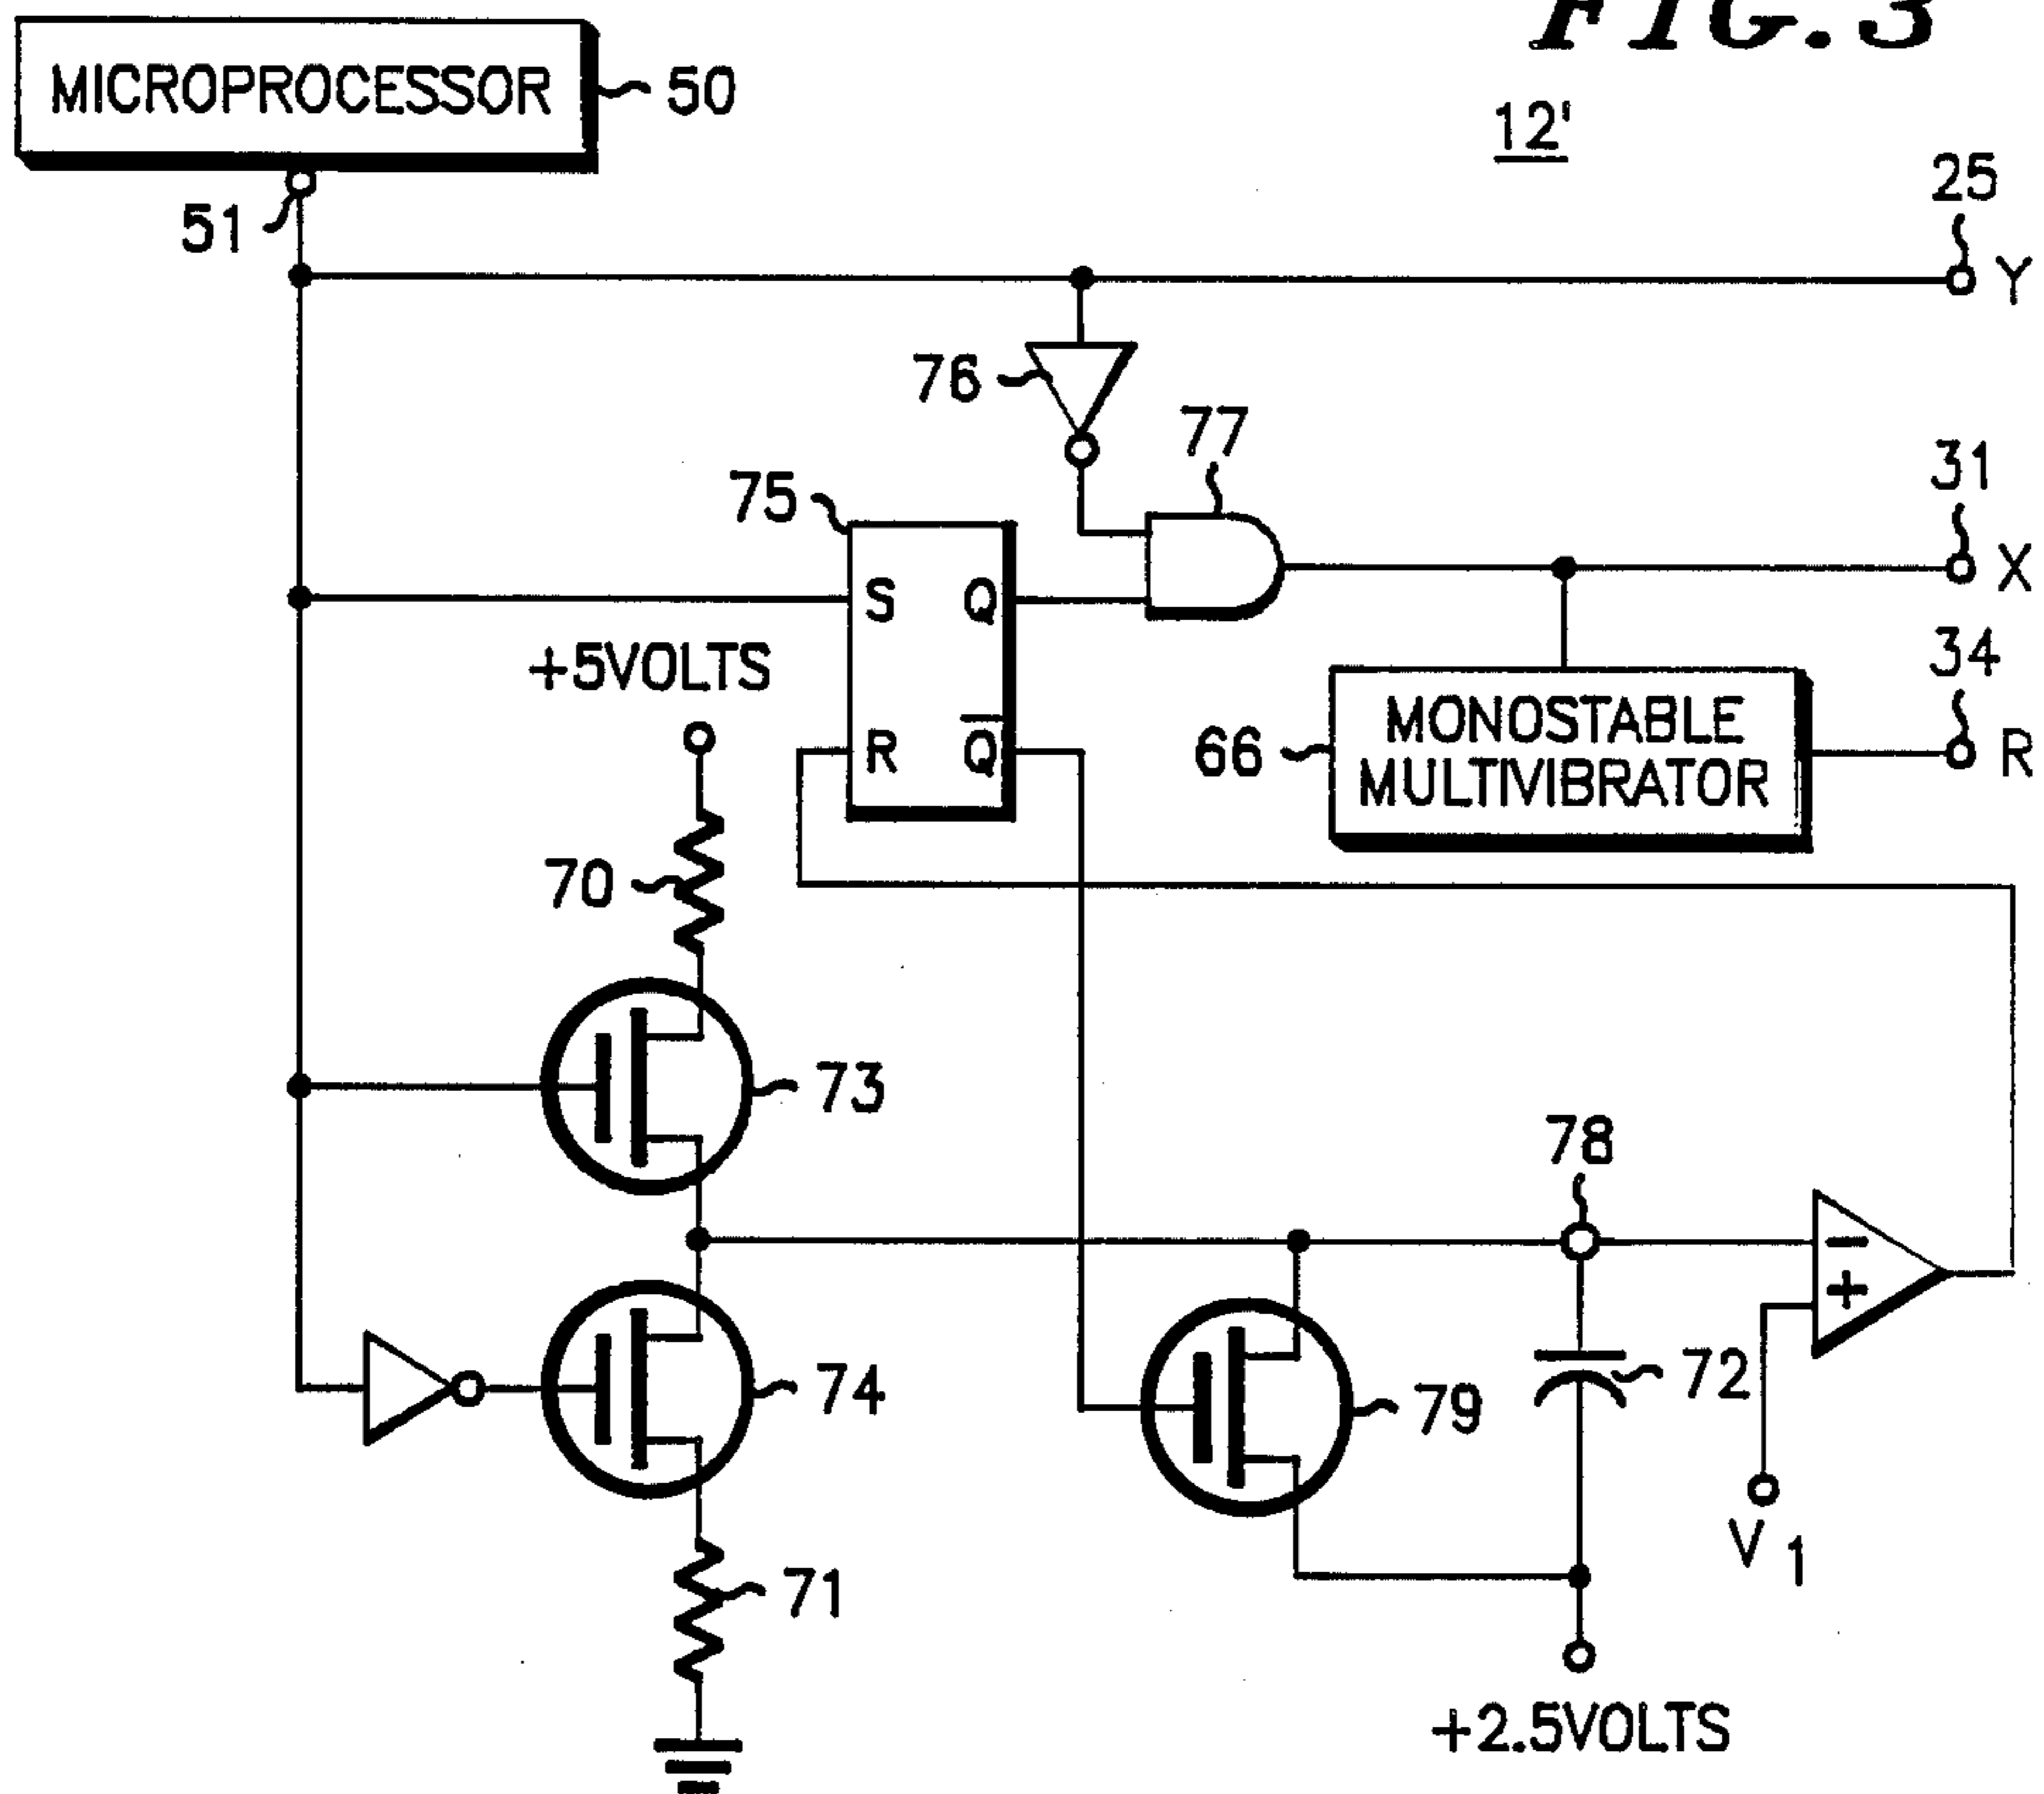 FIG. 3
MICROPROCESSOR
50
12'
51
25
Y
76
77
75
31
X
S
Q
+5VOLTS
34
R
Q̅
66
MONOSTABLE
MULTIVIBRATOR
R
70
73
78
−
+
74
79
72
V1
71
+2.5VOLTS